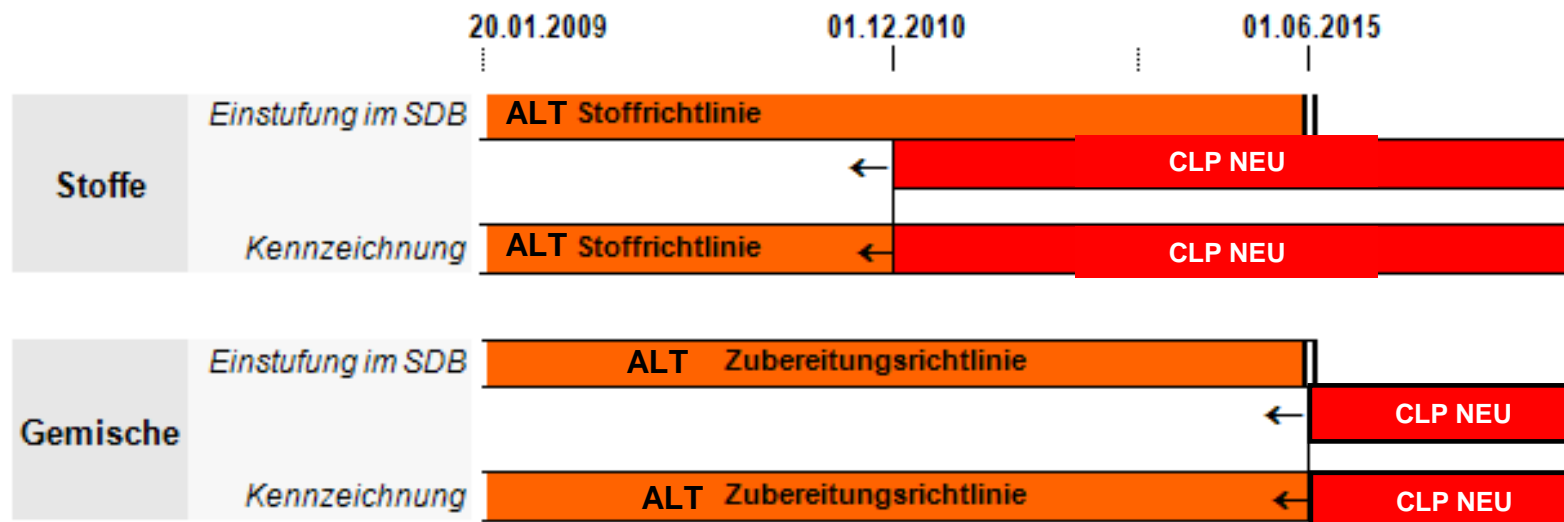 20.01.2009 01.12.2010 01.06.2015
Einstufung im SDB ALT Stoffrichtlinie
CLP NEU
Stoffe
Kennzeichnung ALT Stoffrichtlinie CLP NEU
Einstufung im SDB ALT Zubereitungsrichtlinie
CLP NEU
Gemische
Kennzeichnung ALT Zubereitungsrichtlinie CLP NEU